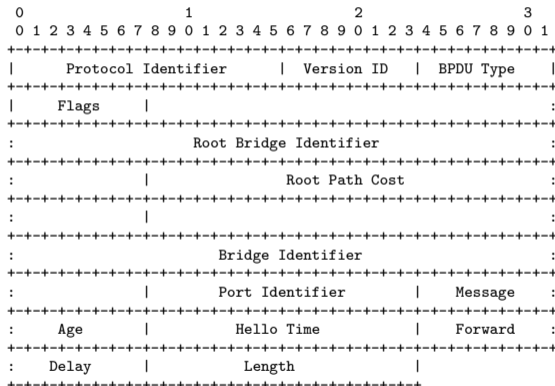 0 1 2 3
0 1 2 3 4 5 6 7 8 9 0 1 2 3 4 5 6 7 8 9 0 1 2 3 4 5 6 7 8 9 0 1
+-+-+-+-+-+-+-+-+-+-+-+-+-+-+-+-+-+-+-+-+-+-+-+-+-+-+-+-+-+-+-+-+
| Protocol Identifier | Version ID | BPDU Type |
+-+-+-+-+-+-+-+-+-+-+-+-+-+-+-+-+-+-+-+-+-+-+-+-+-+-+-+-+-+-+-+-+
| Flags | :
+-+-+-+-+-+-+-+-+-+-+-+-+-+-+-+-+-+-+-+-+-+-+-+-+-+-+-+-+-+-+-+-+
: Root Bridge Identifier :
+-+-+-+-+-+-+-+-+-+-+-+-+-+-+-+-+-+-+-+-+-+-+-+-+-+-+-+-+-+-+-+-+
: | Root Path Cost :
+-+-+-+-+-+-+-+-+-+-+-+-+-+-+-+-+-+-+-+-+-+-+-+-+-+-+-+-+-+-+-+-+
: | :
+-+-+-+-+-+-+-+-+-+-+-+-+-+-+-+-+-+-+-+-+-+-+-+-+-+-+-+-+-+-+-+-+
: Bridge Identifier :
+-+-+-+-+-+-+-+-+-+-+-+-+-+-+-+-+-+-+-+-+-+-+-+-+-+-+-+-+-+-+-+-+
: | Port Identifier | Message :
+-+-+-+-+-+-+-+-+-+-+-+-+-+-+-+-+-+-+-+-+-+-+-+-+-+-+-+-+-+-+-+-+
: Age | Hello Time | Forward :
+-+-+-+-+-+-+-+-+-+-+-+-+-+-+-+-+-+-+-+-+-+-+-+-+-+-+-+-+-+-+-+-+
: Delay | Length |
+-+-+-+-+-+-+-+-+-+-+-+-+-+-+-+-+-+-+-+-+-+-+-+-+